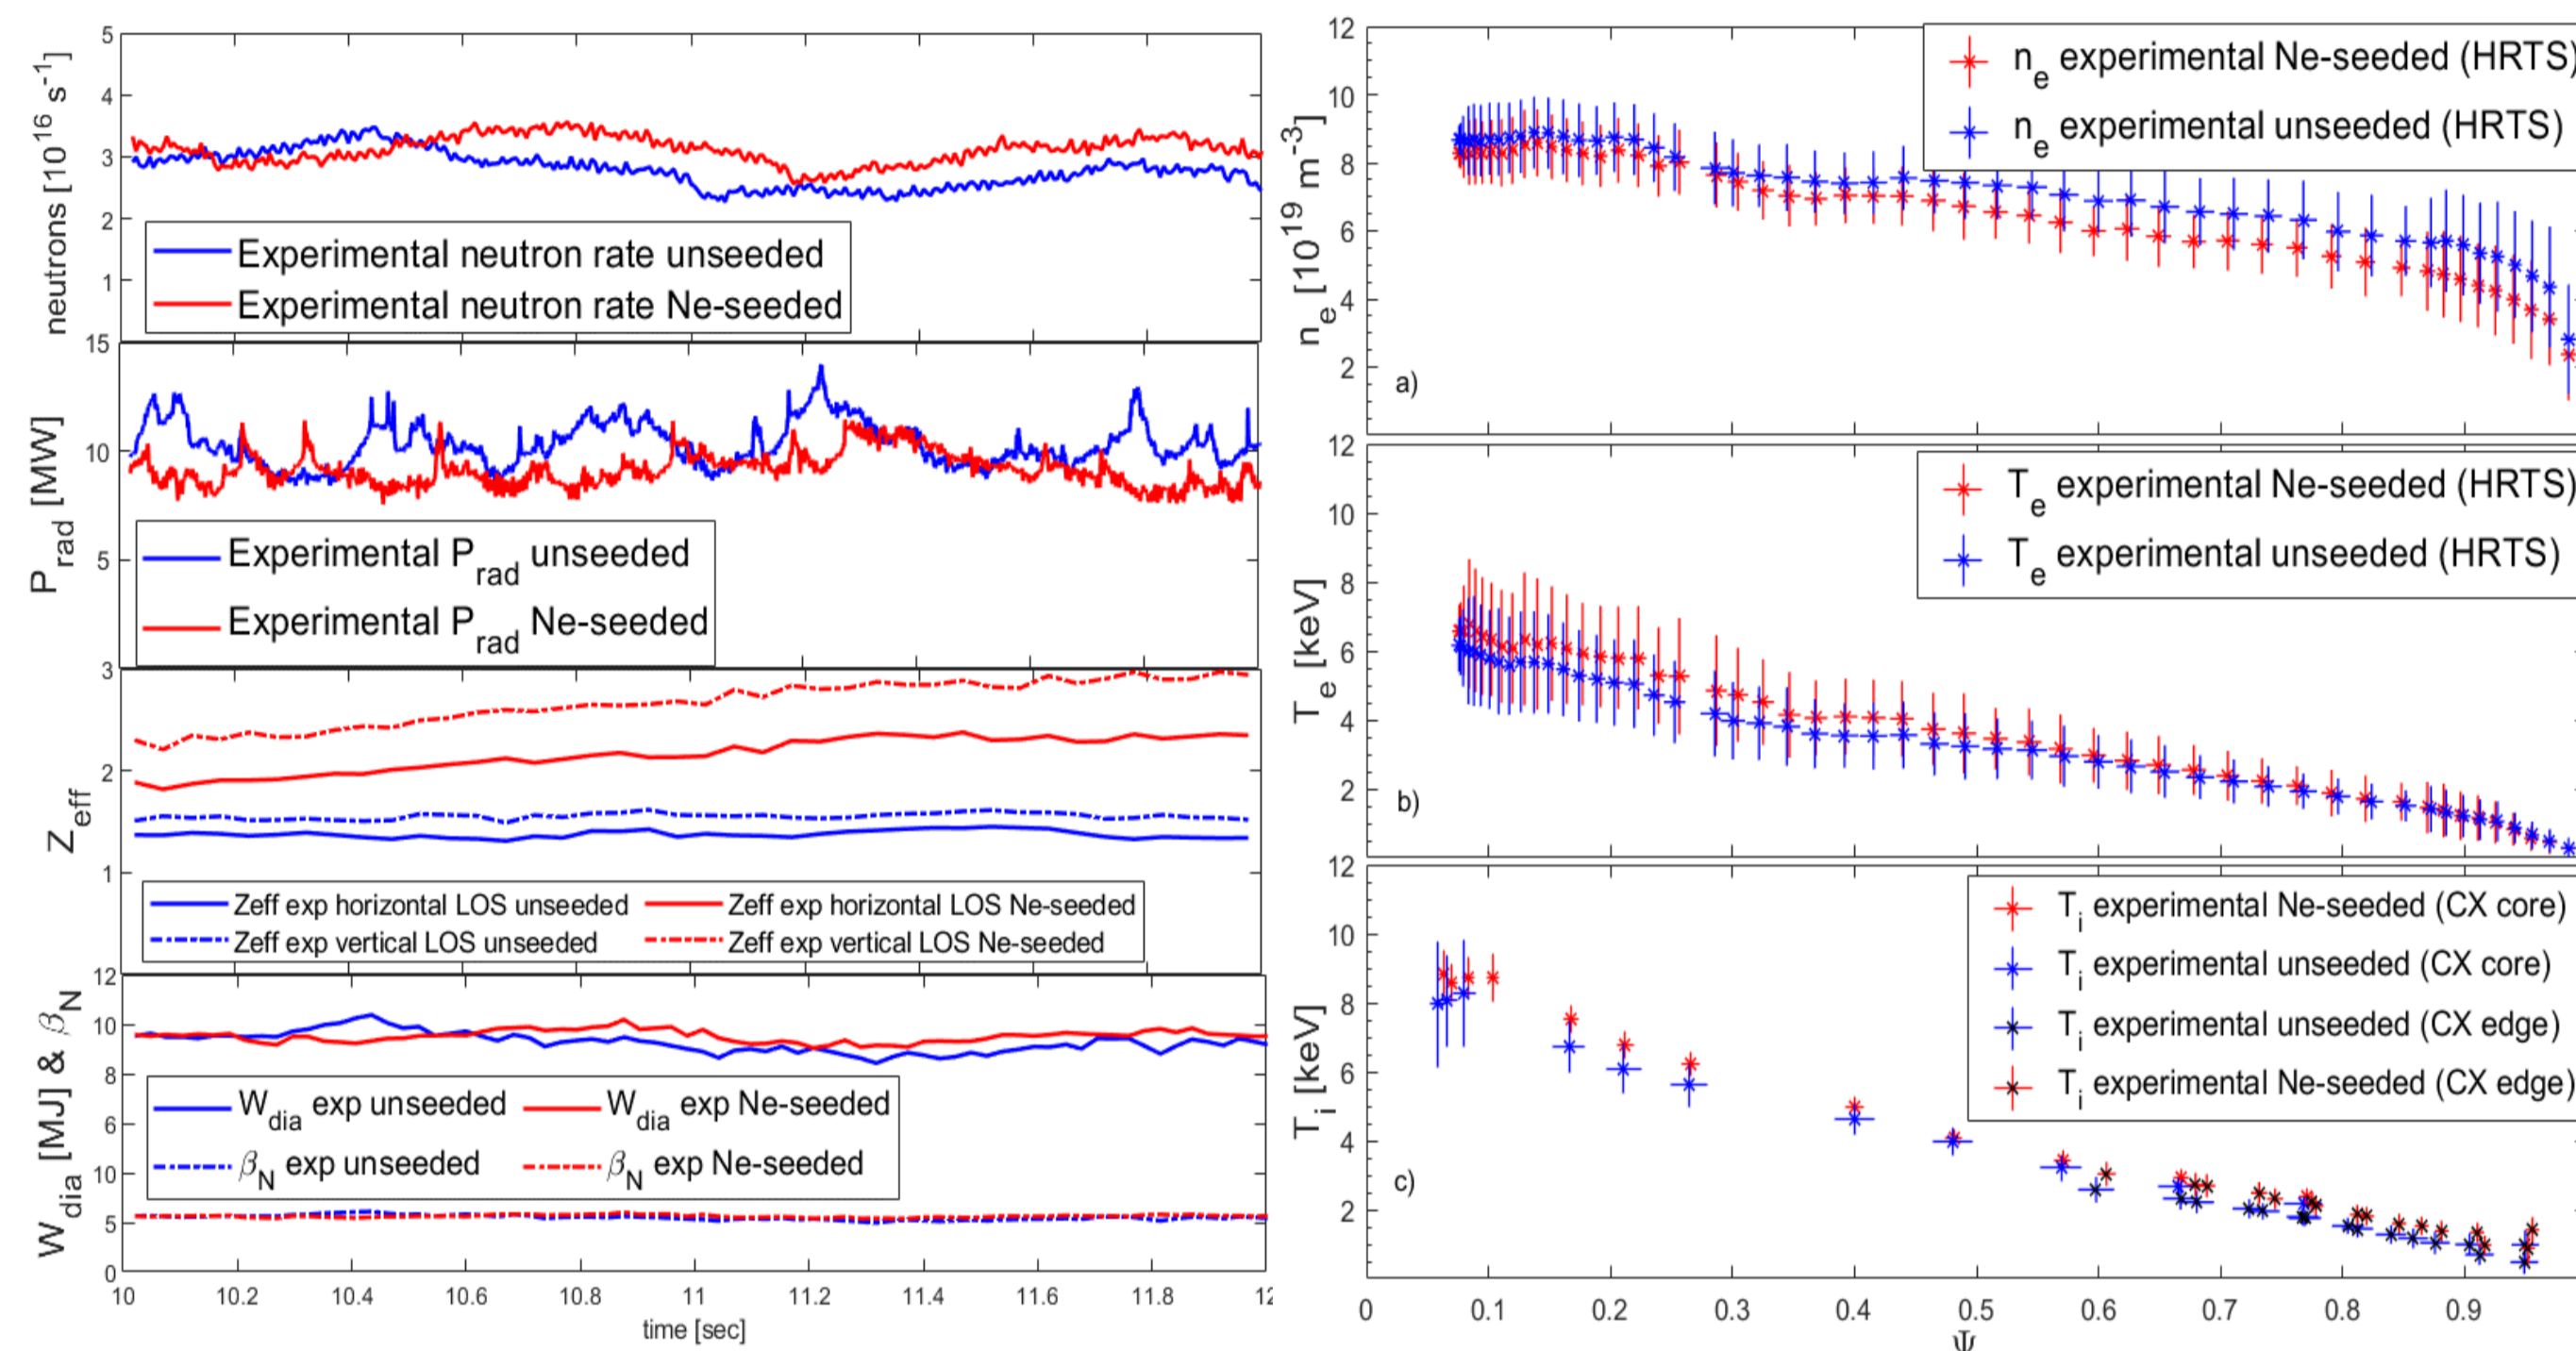 5
4
3
2
1
neutrons [10^16 s^-1]
Experimental neutron rate unseeded
Experimental neutron rate Ne-seeded
15
10
5
P_rad [MW]
Experimental P_rad unseeded
Experimental P_rad Ne-seeded
3
2
1
Z_eff
Zeff exp horizontal LOS unseeded
Zeff exp horizontal LOS Ne-seeded
Zeff exp vertical LOS unseeded
Zeff exp vertical LOS Ne-seeded
12
10
8
6
10
5
0
W_dia [MJ] & β_N
W_dia exp unseeded
W_dia exp Ne-seeded
β_N exp unseeded
β_N exp Ne-seeded
10 10.2 10.4 10.6 10.8 11 11.2 11.4 11.6 11.8 12
time [sec]
12
10
8
6
4
2
n_e [10^19 m^-3]
n_e experimental Ne-seeded (HRTS)
n_e experimental unseeded (HRTS)
a)
12
10
8
6
4
2
T_e [keV]
T_e experimental Ne-seeded (HRTS)
T_e experimental unseeded (HRTS)
b)
12
10
8
6
4
2
T_i [keV]
T_i experimental Ne-seeded (CX core)
T_i experimental unseeded (CX core)
T_i experimental unseeded (CX edge)
T_i experimental Ne-seeded (CX edge)
c)
0 0.1 0.2 0.3 0.4 0.5 0.6 0.7 0.8 0.9
Ψ